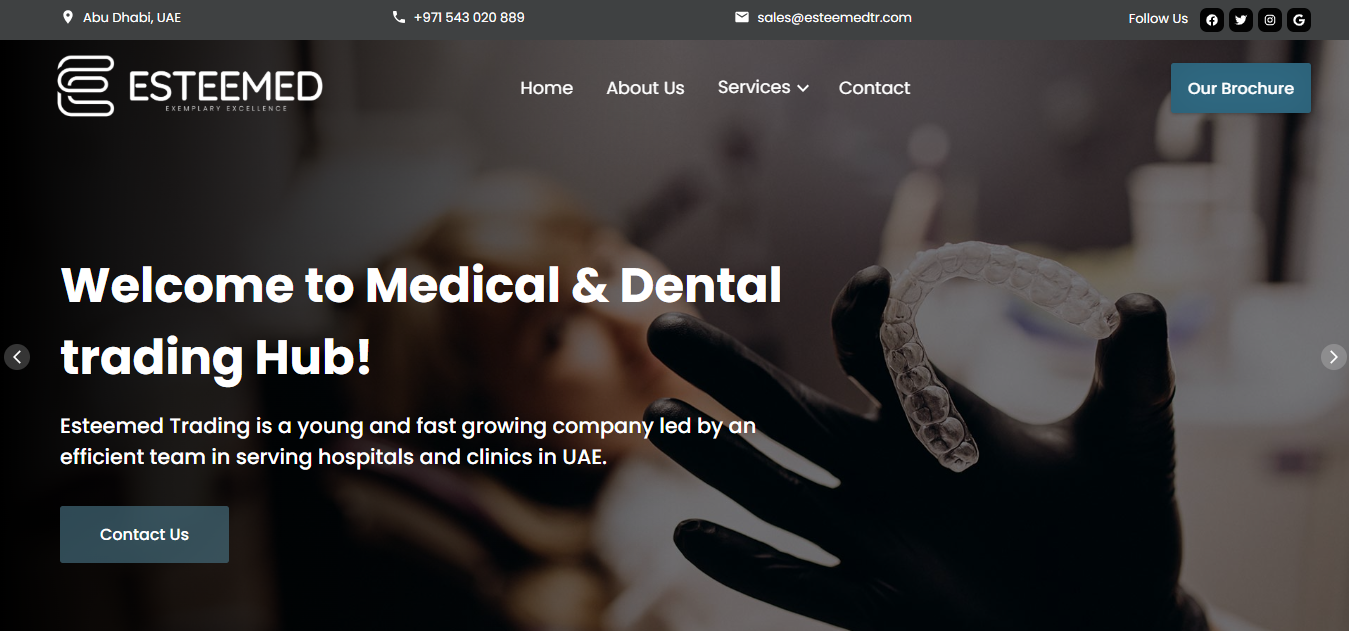 Abu Dhabi, UAE
+971 543 020 889
sales@esteemedtr.com
Follow Us
ESTEEMED
EXEMPLARY EXCELLENCE
Home
About Us
Services
Contact
Our Brochure
Welcome to Medical & Dental
trading Hub!
Esteemed Trading is a young and fast growing company led by an
efficient team in serving hospitals and clinics in UAE.
Contact Us